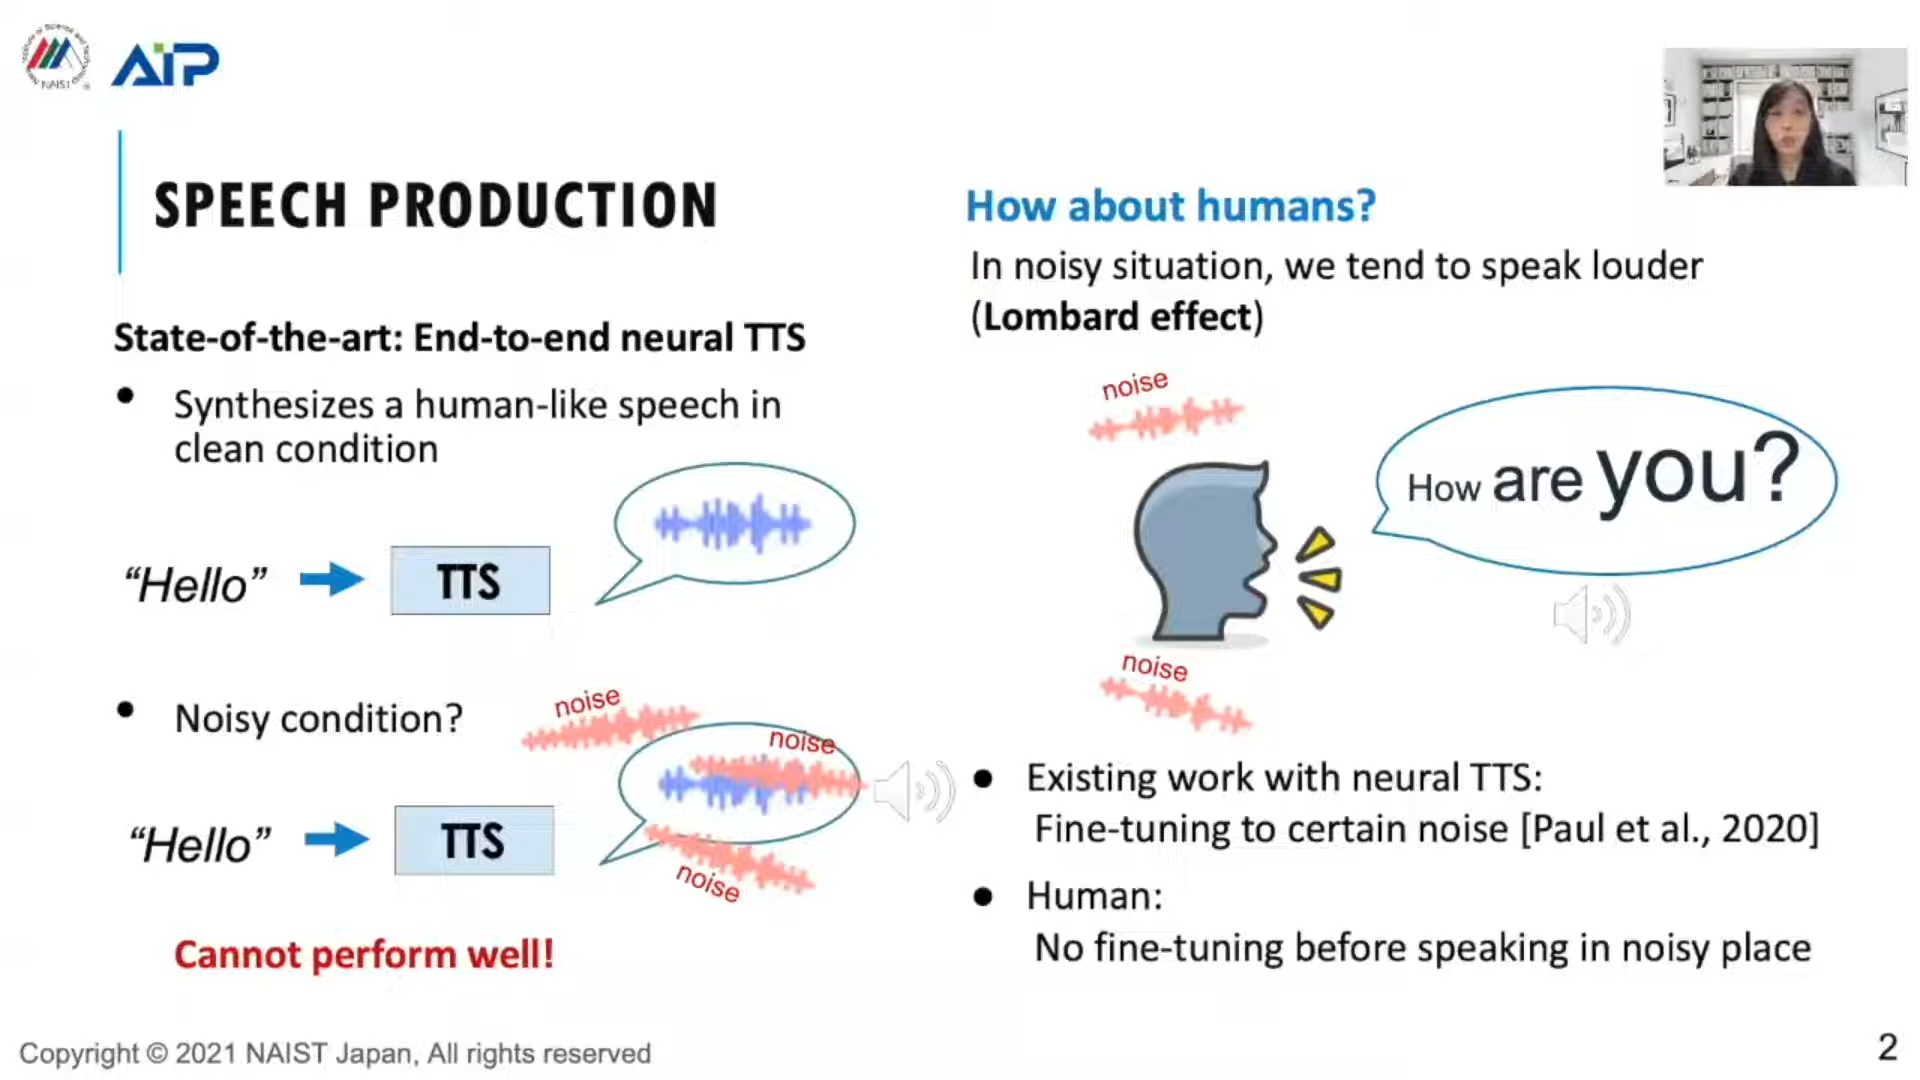 NAIST
AIP
SPEECH PRODUCTION
State-of-the-art: End-to-end neural TTS
• Synthesizes a human-like speech in
clean condition
“Hello”
TTS
• Noisy condition?
noise
noise
“Hello”
TTS
noise
Cannot perform well!
How about humans?
In noisy situation, we tend to speak louder
(Lombard effect)
noise
How are you?
noise
● Existing work with neural TTS:
Fine-tuning to certain noise [Paul et al., 2020]
● Human:
No fine-tuning before speaking in noisy place
Copyright © 2021 NAIST Japan, All rights reserved
2